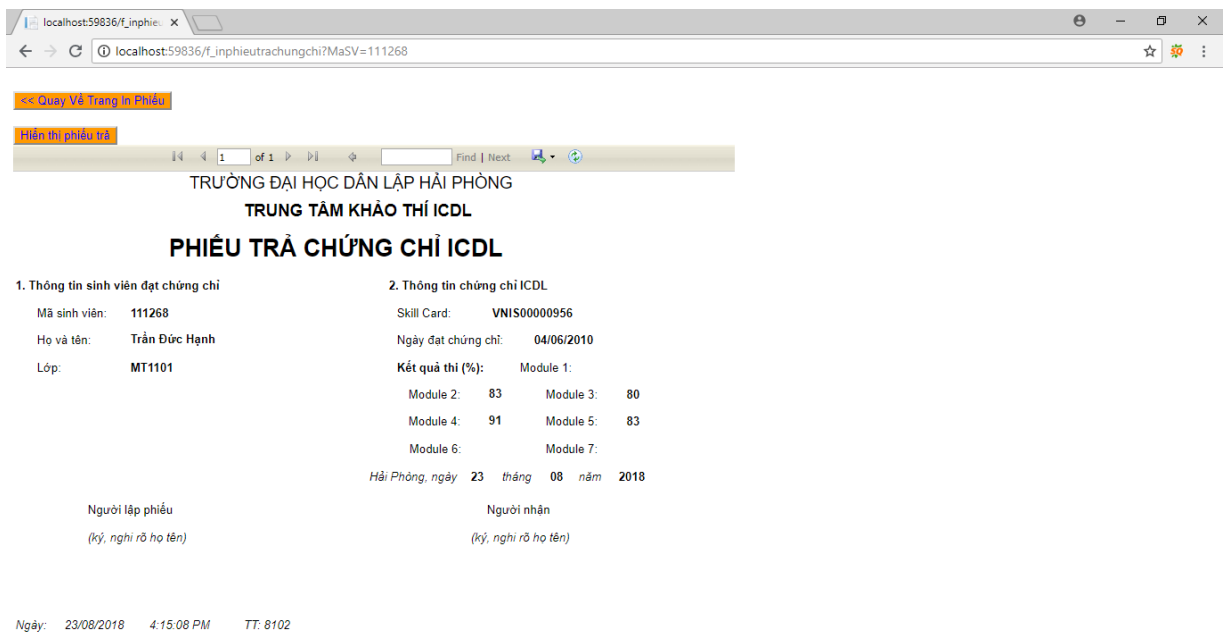 localhost:59836/f_inphieu
localhost:59836/f_inphieutrachungchi?MaSV=111268
<< Quay Về Trang In Phiếu
Hiển thị phiếu trả
1 of 1 Find | Next
TRƯỜNG ĐẠI HỌC DÂN LẬP HẢI PHÒNG
TRUNG TÂM KHẢO THÍ ICDL
PHIẾU TRẢ CHỨNG CHỈ ICDL
1. Thông tin sinh viên đạt chứng chỉ 2. Thông tin chứng chỉ ICDL
Mã sinh viên: 111268 Skill Card: VNIS00000956
Họ và tên: Trần Đức Hạnh Ngày đạt chứng chỉ: 04/06/2010
Lớp: MT1101 Kết quả thi (%): Module 1:
Module 2: 83 Module 3: 80
Module 4: 91 Module 5: 83
Module 6: Module 7:
Hải Phòng, ngày 23 tháng 08 năm 2018
Người lập phiếu Người nhận
(ký, nghi rõ họ tên) (ký, nghi rõ họ tên)
Ngày: 23/08/2018 4:15:08 PM TT: 8102